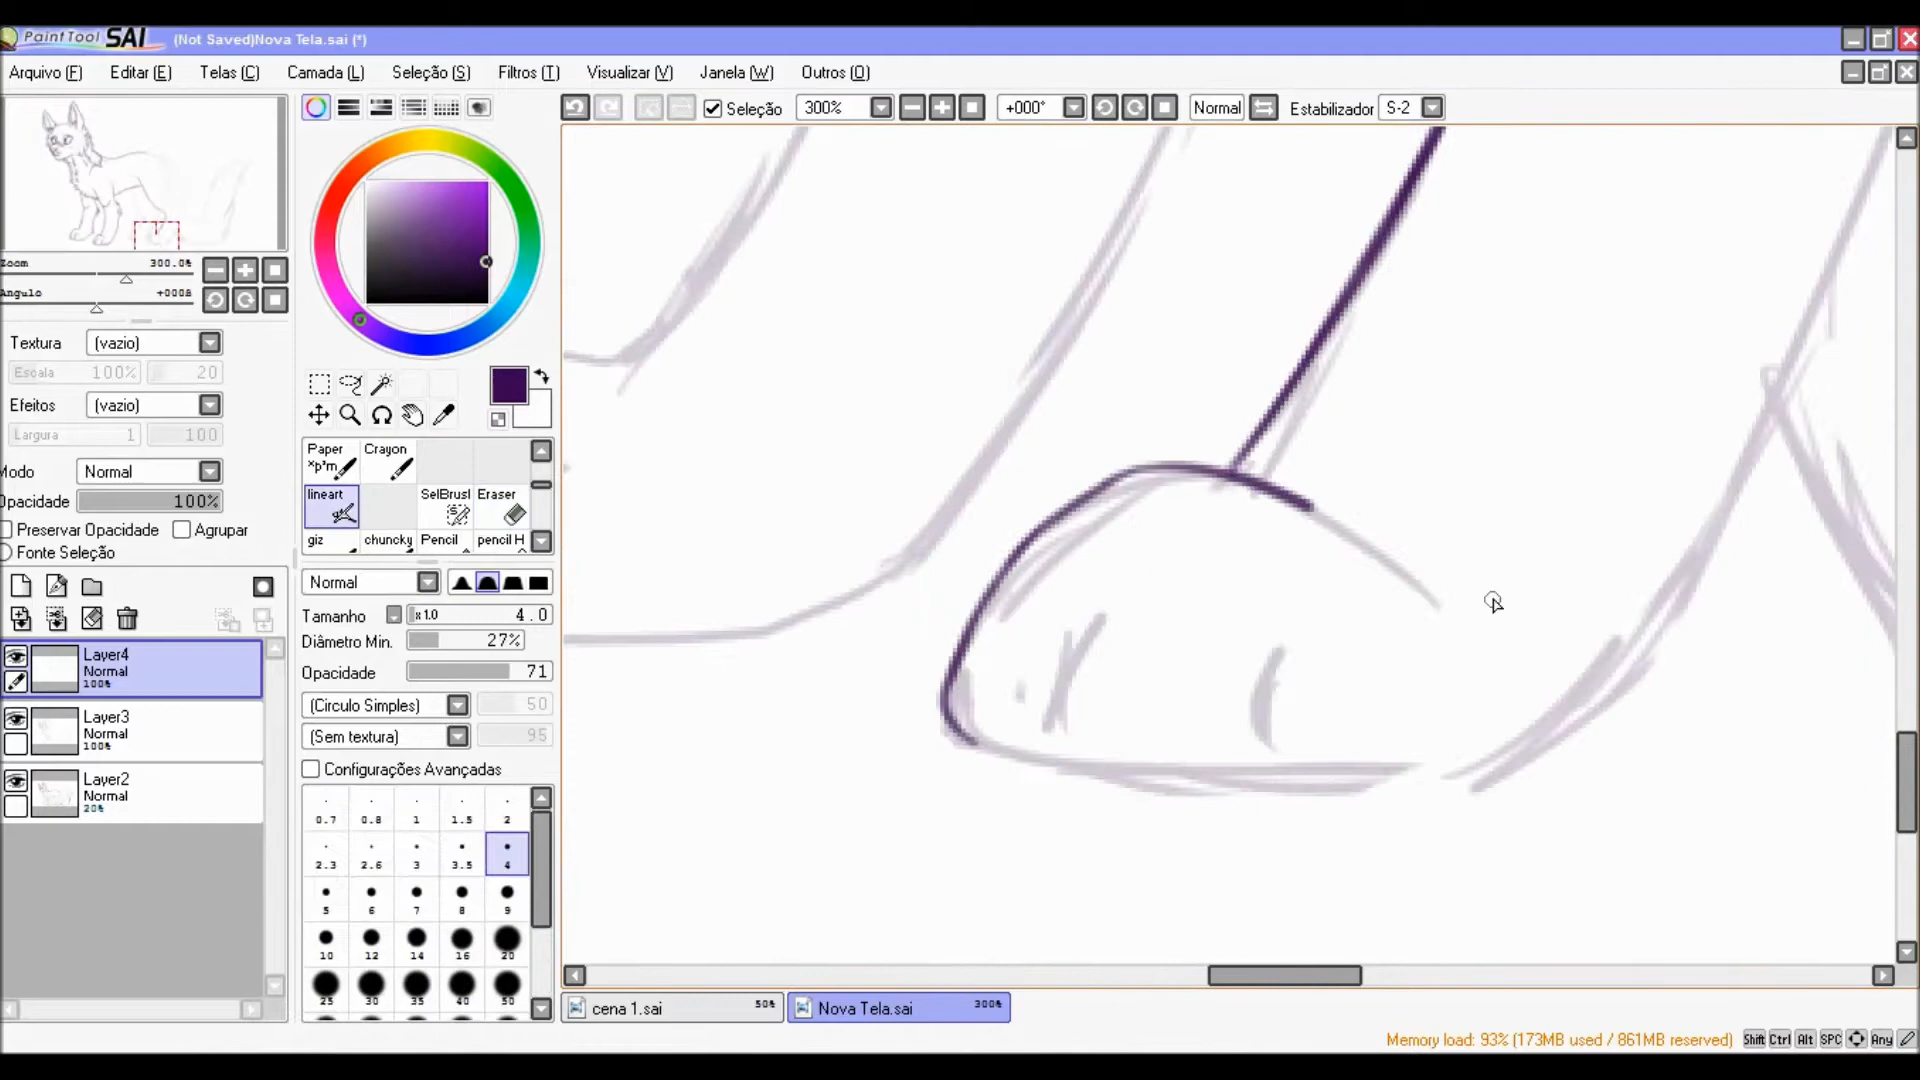 PaintTool SAI (Not Saved)Nova Tela.sai (*)
Arquivo (F) Editar (E) Telas (C) Camada (L) Seleção (S) Filtros (T) Visualizar (V) Janela (W) Outros (O)
Seleção 300% +000° Normal Estabilizador S-2
Zoom 300.0%
Angulo +000°
Textura (vazio)
Escala 100% 20
Efeitos (vazio)
Largura 1 100
Modo Normal
Opacidade 100%
Preservar Opacidade Agrupar
Fonte Seleção
Layer4
Normal
100%
Layer3
Normal
100%
Layer2
Normal
20%
Paper Crayon
lineart SelBrusl Eraser
giz chuncky Pencil pencil H
Normal
Tamanho x1.0 4.0
Diâmetro Min. 27%
Opacidade 71
(Circulo Simples) 50
(Sem textura) 95
Configurações Avançadas
0.7 0.8 1 1.5 2
2.3 2.6 3 3.5 4
5 6 7 8 9
10 12 14 16 20
25 30 35 40 50
cena 1.sai 50% Nova Tela.sai 300%
Memory load: 93% (173MB used / 861MB reserved) Shift Ctrl Alt SPC Any